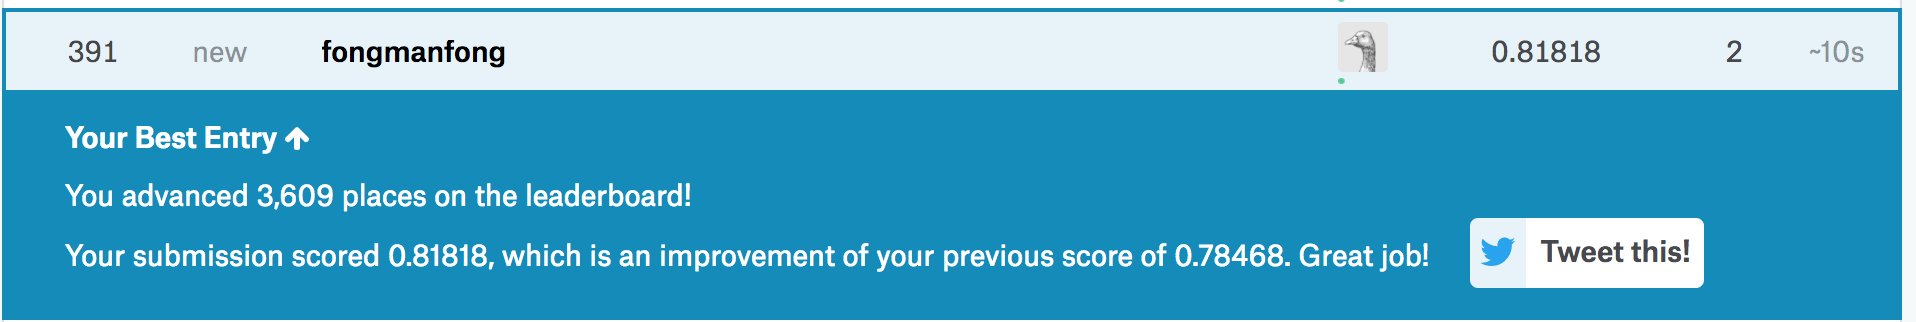 391 new fongmanfong 0.81818 2 ~10s
Your Best Entry
You advanced 3,609 places on the leaderboard!
Your submission scored 0.81818, which is an improvement of your previous score of 0.78468. Great job!
Tweet this!